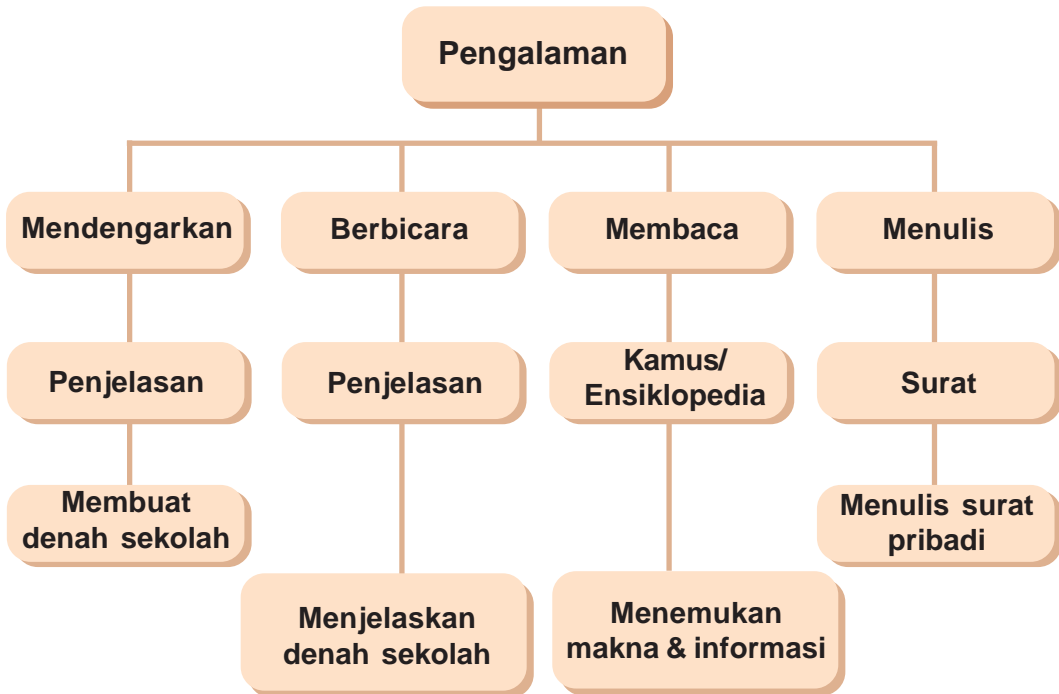 Pengalaman
Mendengarkan
Berbicara
Membaca
Menulis
Penjelasan
Penjelasan
Kamus/
Ensiklopedia
Surat
Membuat
denah sekolah
Menulis surat
pribadi
Menjelaskan
denah sekolah
Menemukan
makna & informasi